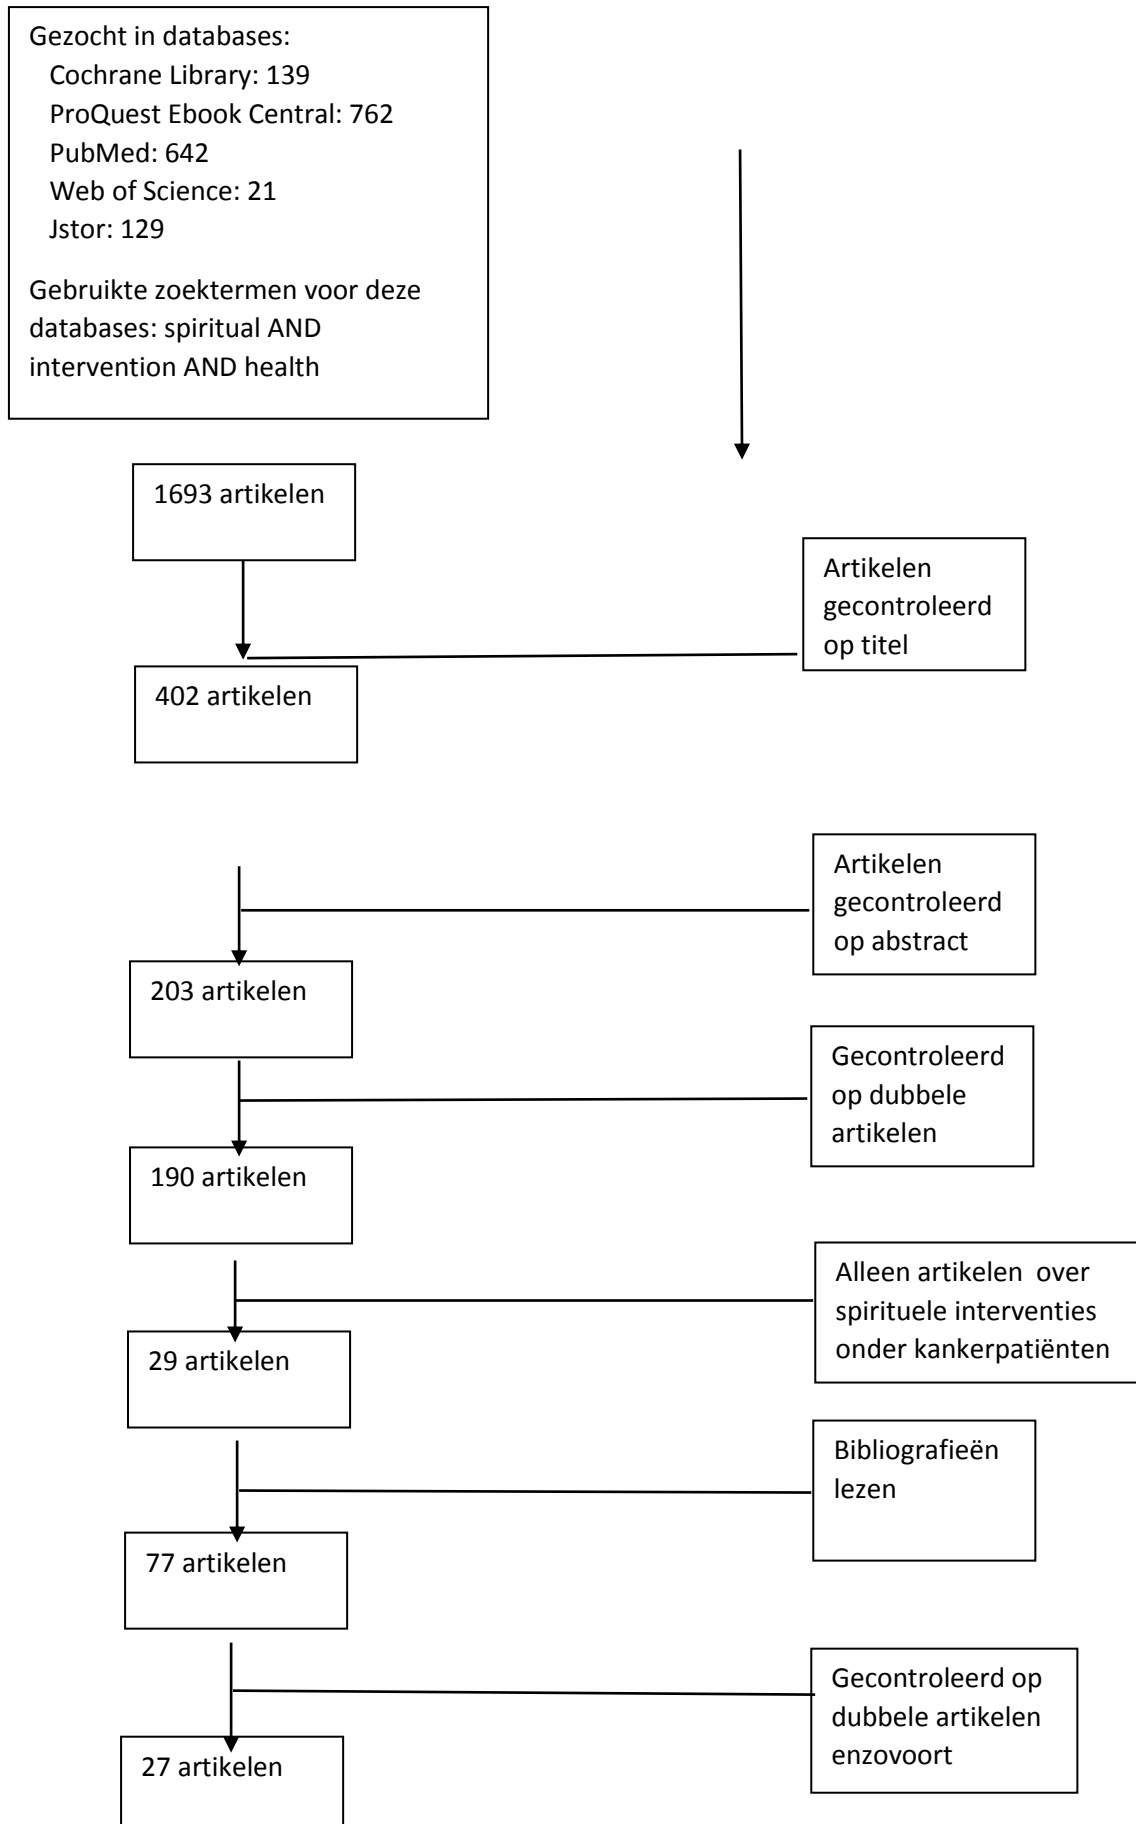 Gezocht in databases:
Cochrane Library: 139
ProQuest Ebook Central: 762
PubMed: 642
Web of Science: 21
Jstor: 129
Gebruikte zoektermen voor deze
databases: spiritual AND
intervention AND health
1693 artikelen
Artikelen
gecontroleerd
op titel
402 artikelen
Artikelen
gecontroleerd
op abstract
203 artikelen
Gecontroleerd
op dubbele
artikelen
190 artikelen
Alleen artikelen over
spirituele interventies
onder kankerpatiënten
29 artikelen
Bibliografieën
lezen
77 artikelen
Gecontroleerd op
dubbele artikelen
enzovoort
27 artikelen